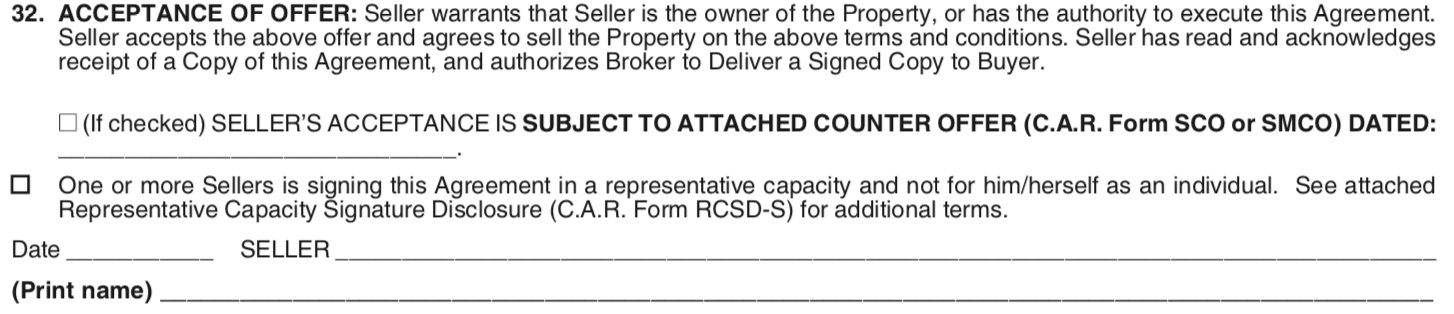 32. ACCEPTANCE OF OFFER: Seller warrants that Seller is the owner of the Property, or has the authority to execute this Agreement.
Seller accepts the above offer and agrees to sell the Property on the above terms and conditions. Seller has read and acknowledges
receipt of a Copy of this Agreement, and authorizes Broker to Deliver a Signed Copy to Buyer.
☐ (If checked) SELLER'S ACCEPTANCE IS SUBJECT TO ATTACHED COUNTER OFFER (C.A.R. Form SCO or SMCO) DATED:
______________________________.
☐ One or more Sellers is signing this Agreement in a representative capacity and not for him/herself as an individual. See attached
Representative Capacity Signature Disclosure (C.A.R. Form RCSD-S) for additional terms.
Date ___________ SELLER ____________________________________________________________
(Print name) ____________________________________________________________